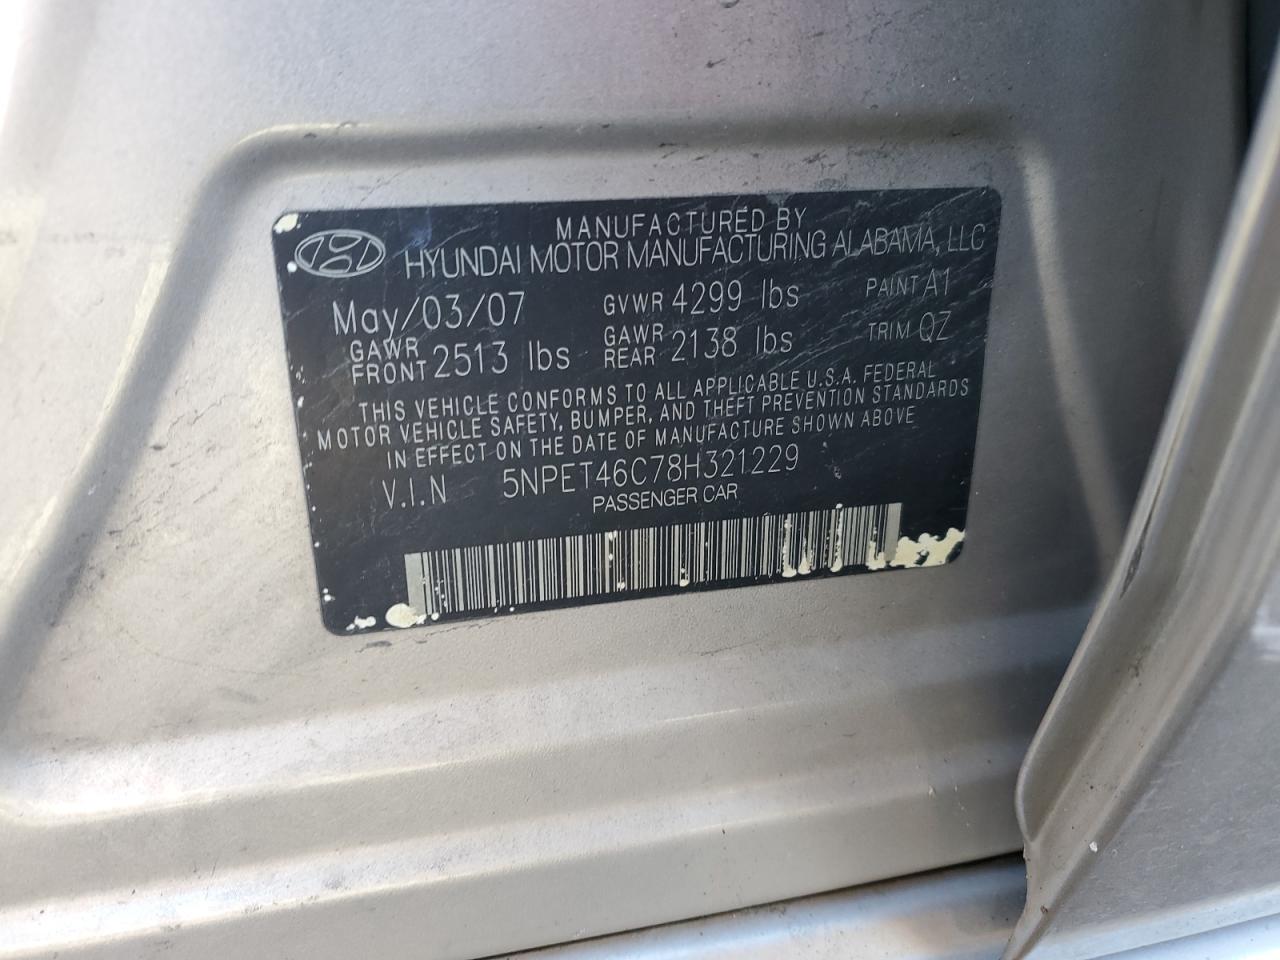 MANUFACTURED BY
HYUNDAI MOTOR MANUFACTURING ALABAMA, LLC
May/03/07 GVWR 4299 lbs PAINT A1
GAWR FRONT 2513 lbs GAWR REAR 2138 lbs TRIM QZ
THIS VEHICLE CONFORMS TO ALL APPLICABLE U.S.A. FEDERAL
MOTOR VEHICLE SAFETY, BUMPER, AND THEFT PREVENTION STANDARDS
IN EFFECT ON THE DATE OF MANUFACTURE SHOWN ABOVE
V.I.N 5NPET46C78H321229
PASSENGER CAR